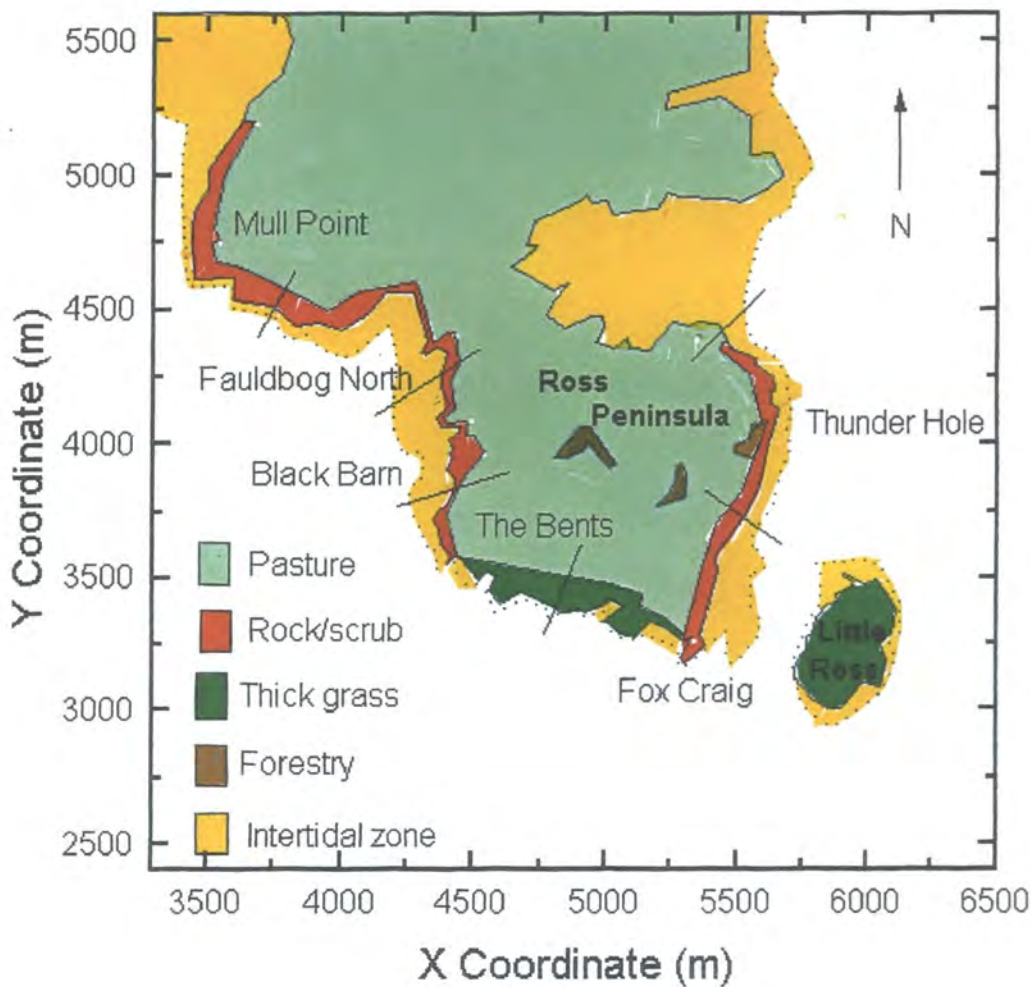 5500
5000
4500
4000
3500
3000
2500
Y Coordinate (m)
N
Mull Point
Fauldbog North
Ross
Peninsula
Thunder Hole
Black Barn
The Bents
Pasture
Rock/scrub
Thick grass
Forestry
Intertidal zone
Little
Ross
Fox Craig
3500 4000 4500 5000 5500 6000 6500
X Coordinate (m)